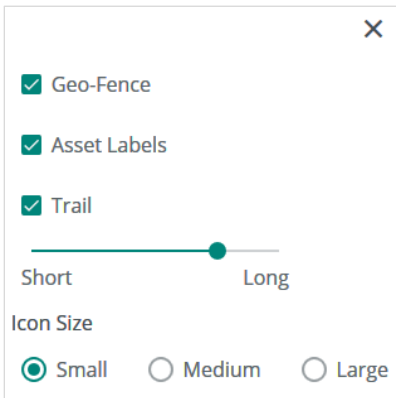 Geo-Fence
Asset Labels
Trail
Short Long
Icon Size
Small Medium Large